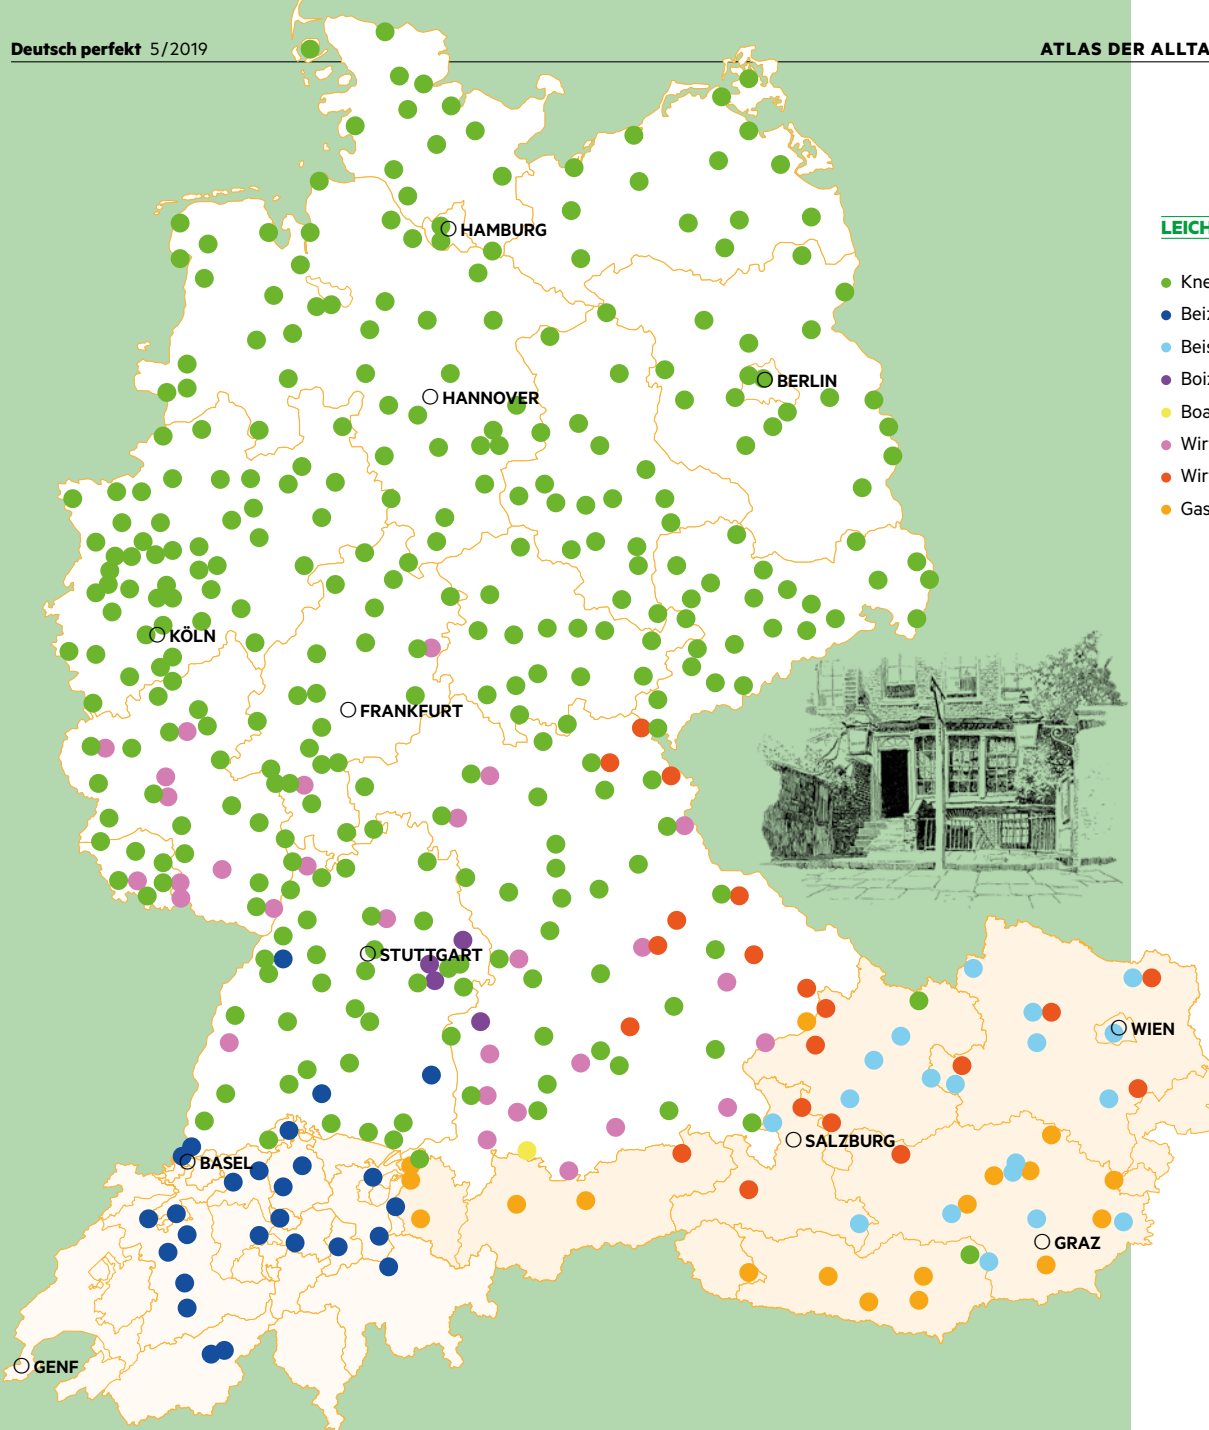 Deutsch perfekt 5/2019
ATLAS DER ALLTA
HAMBURG
LEICH
Kne
Beiz
Beis
BERLIN
Boiz
HANNOVER
Boa
Wir
Wir
Gas
KÖLN
FRANKFURT
STUTTGART
WIEN
SALZBURG
BASEL
GRAZ
GENF